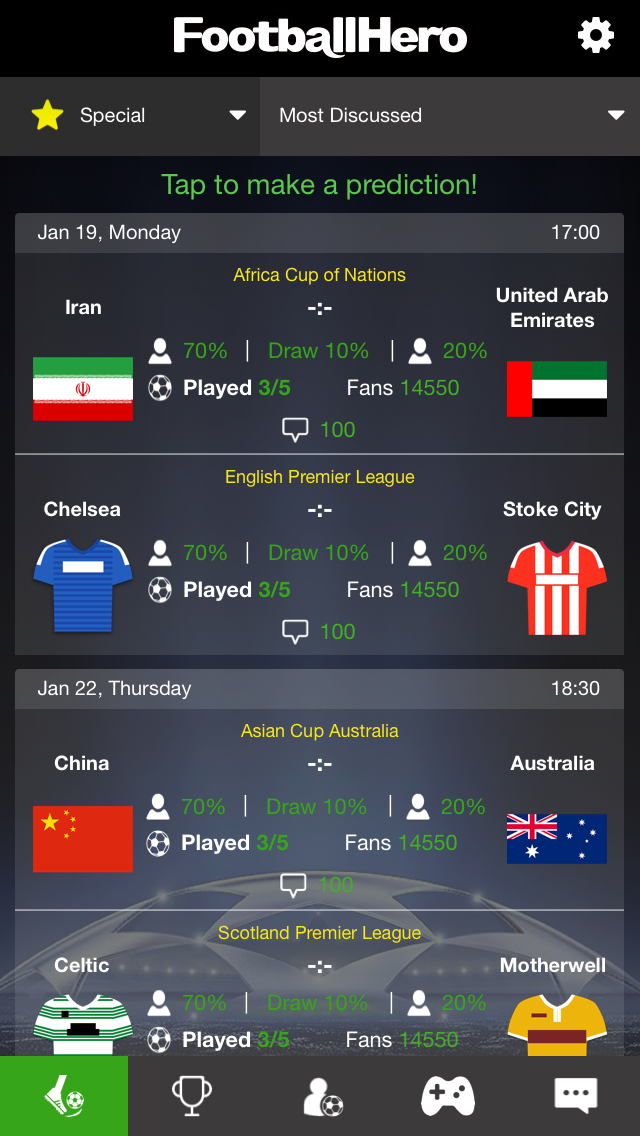 FootballHero
Special
Most Discussed
Tap to make a prediction!
Jan 19, Monday 17:00
Africa Cup of Nations
Iran -:- United Arab Emirates
70% | Draw 10% | 20%
Played 3/5 Fans 14550
100
English Premier League
Chelsea -:- Stoke City
70% | Draw 10% | 20%
Played 3/5 Fans 14550
100
Jan 22, Thursday 18:30
Asian Cup Australia
China -:- Australia
70% | Draw 10% | 20%
Played 3/5 Fans 14550
100
Scotland Premier League
Celtic -:- Motherwell
70% | Draw 10% | 20%
Played 3/5 Fans 14550